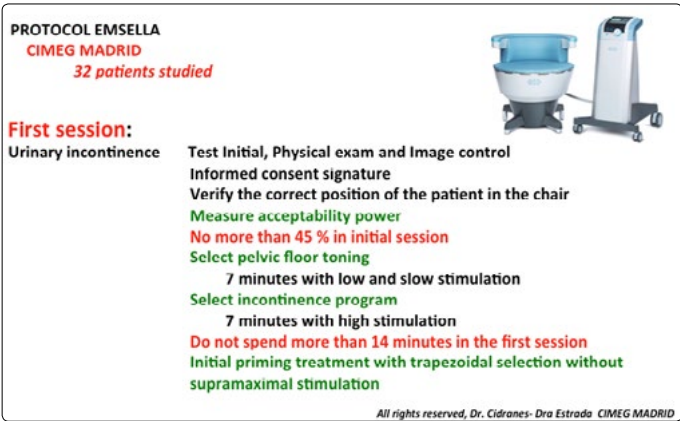 PROTOCOL EMSELLA
CIMEG MADRID
32 patients studied
First session:
Urinary incontinence Test Initial, Physical exam and Image control
Informed consent signature
Verify the correct position of the patient in the chair
Measure acceptability power
No more than 45 % in initial session
Select pelvic floor toning
7 minutes with low and slow stimulation
Select incontinence program
7 minutes with high stimulation
Do not spend more than 14 minutes in the first session
Initial priming treatment with trapezoidal selection without
supramaximal stimulation
All rights reserved, Dr. Cidranes- Dra Estrada CIMEG MADRID